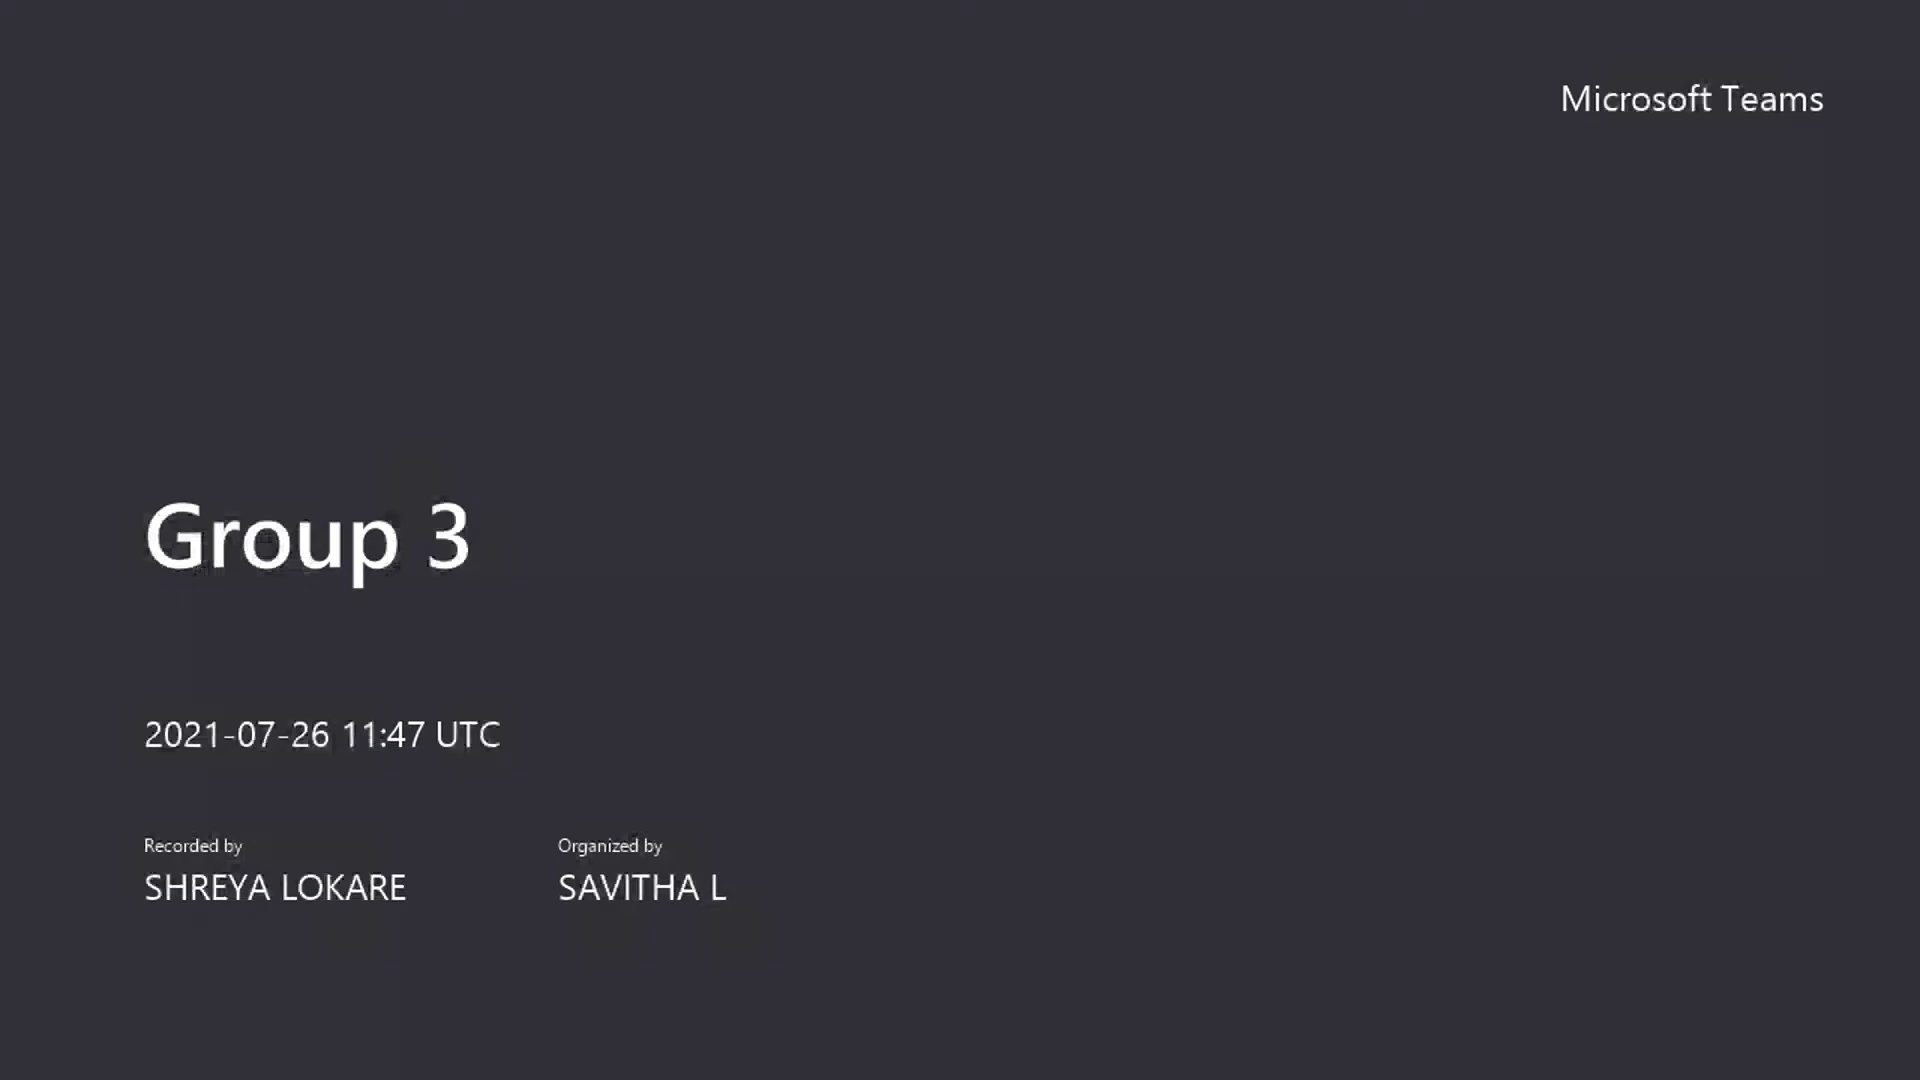 Microsoft Teams
Group 3
2021-07-26 11:47 UTC
Recorded by
SHREYA LOKARE
Organized by
SAVITHA L